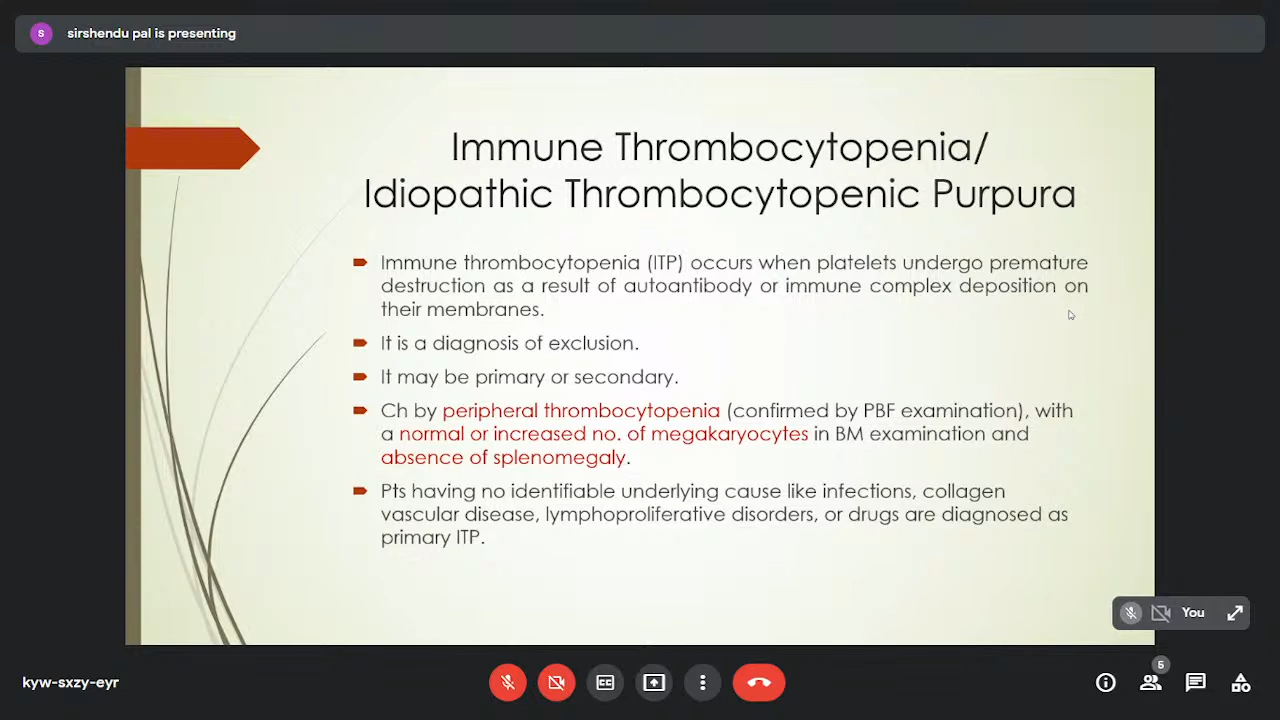 S
sirshendu pal is presenting
Immune Thrombocytopenia/
Idiopathic Thrombocytopenic Purpura
Immune thrombocytopenia (ITP) occurs when platelets undergo premature
destruction as a result of autoantibody or immune complex deposition on
their membranes.
It is a diagnosis of exclusion.
It may be primary or secondary.
Ch by peripheral thrombocytopenia (confirmed by PBF examination), with
a normal or increased no. of megakaryocytes in BM examination and
absence of splenomegaly.
Pts having no identifiable underlying cause like infections, collagen
vascular disease, lymphoproliferative disorders, or drugs are diagnosed as
primary ITP.
You
kyw-sxzy-eyr
CC
5